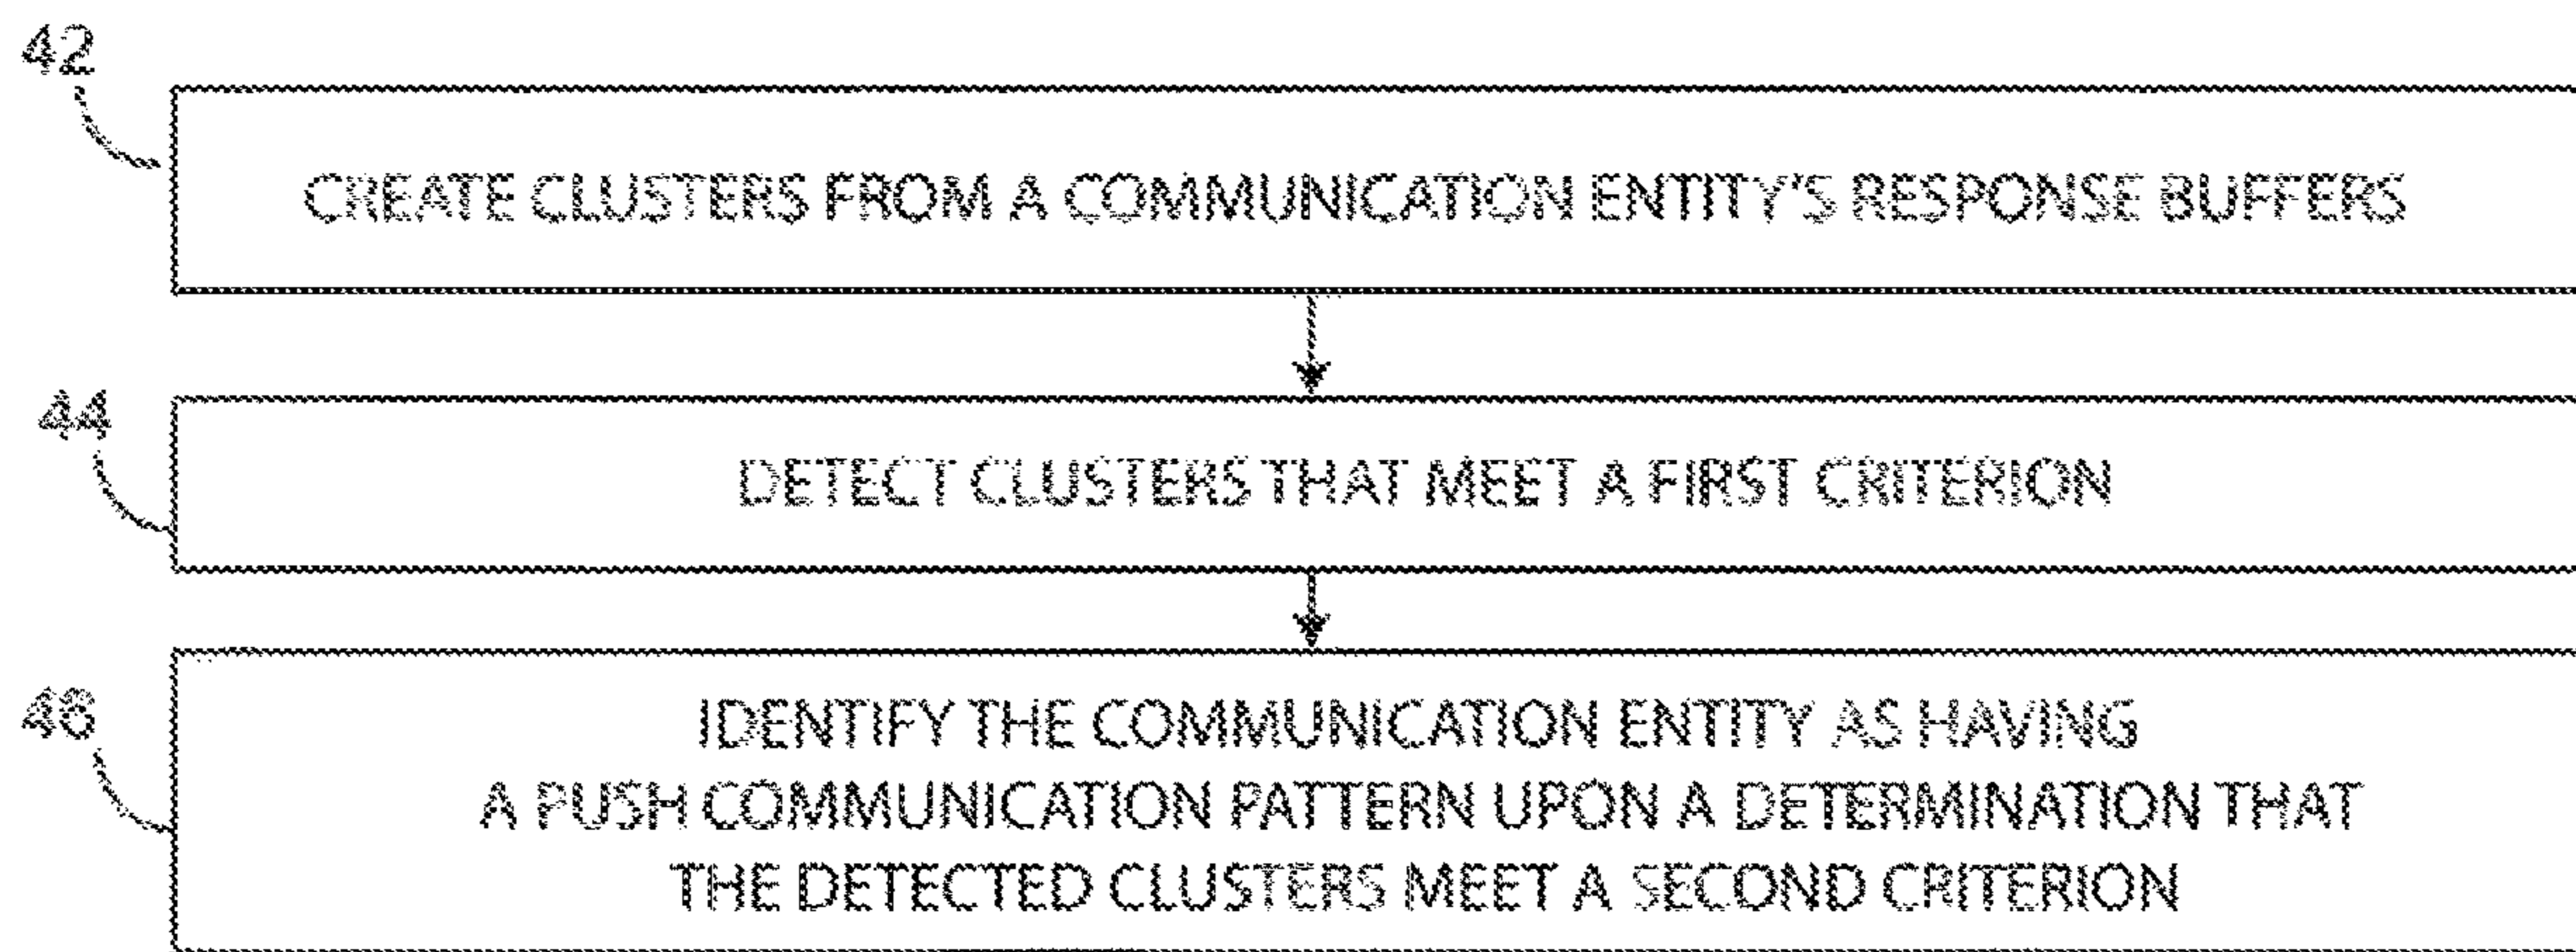 42
CREATE CLUSTERS FROM A COMMUNICATION ENTITY'S RESPONSE BUFFERS
44
DETECT CLUSTERS THAT MEET A FIRST CRITERION
46
IDENTIFY THE COMMUNICATION ENTITY AS HAVING
A PUSH COMMUNICATION PATTERN UPON A DETERMINATION THAT
THE DETECTED CLUSTERS MEET A SECOND CRITERION